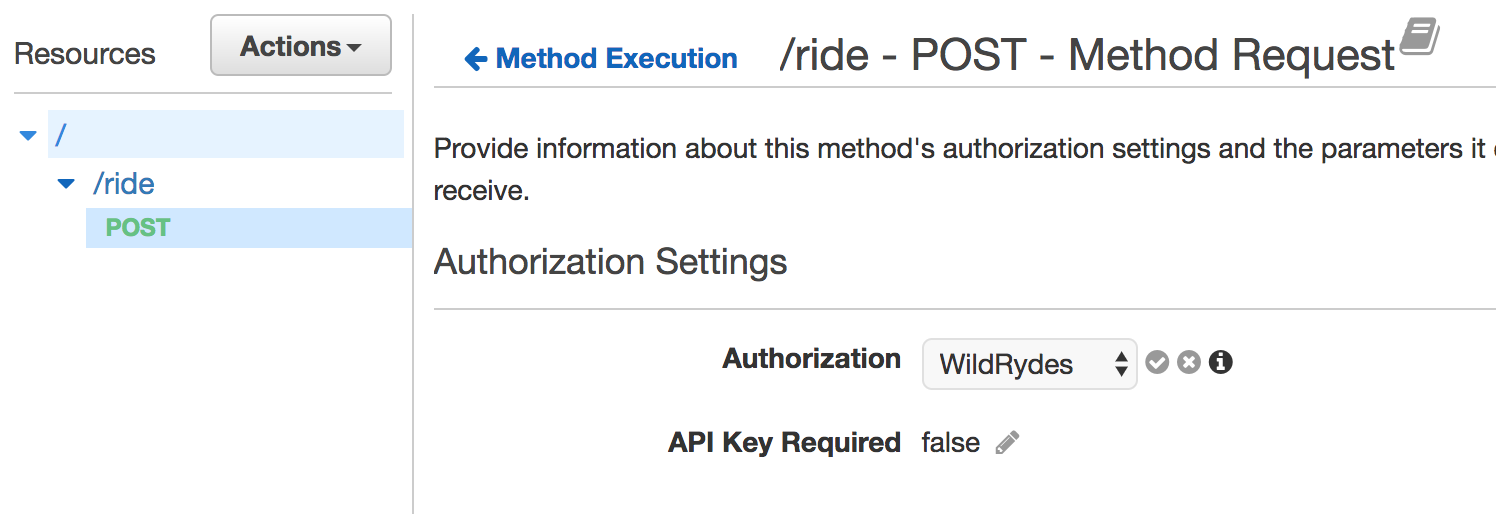 Resources
Actions
/
/ride
POST
Method Execution
/ride - POST - Method Request
Provide information about this method's authorization settings and the parameters it
receive.
Authorization Settings
Authorization WildRydes
API Key Required false